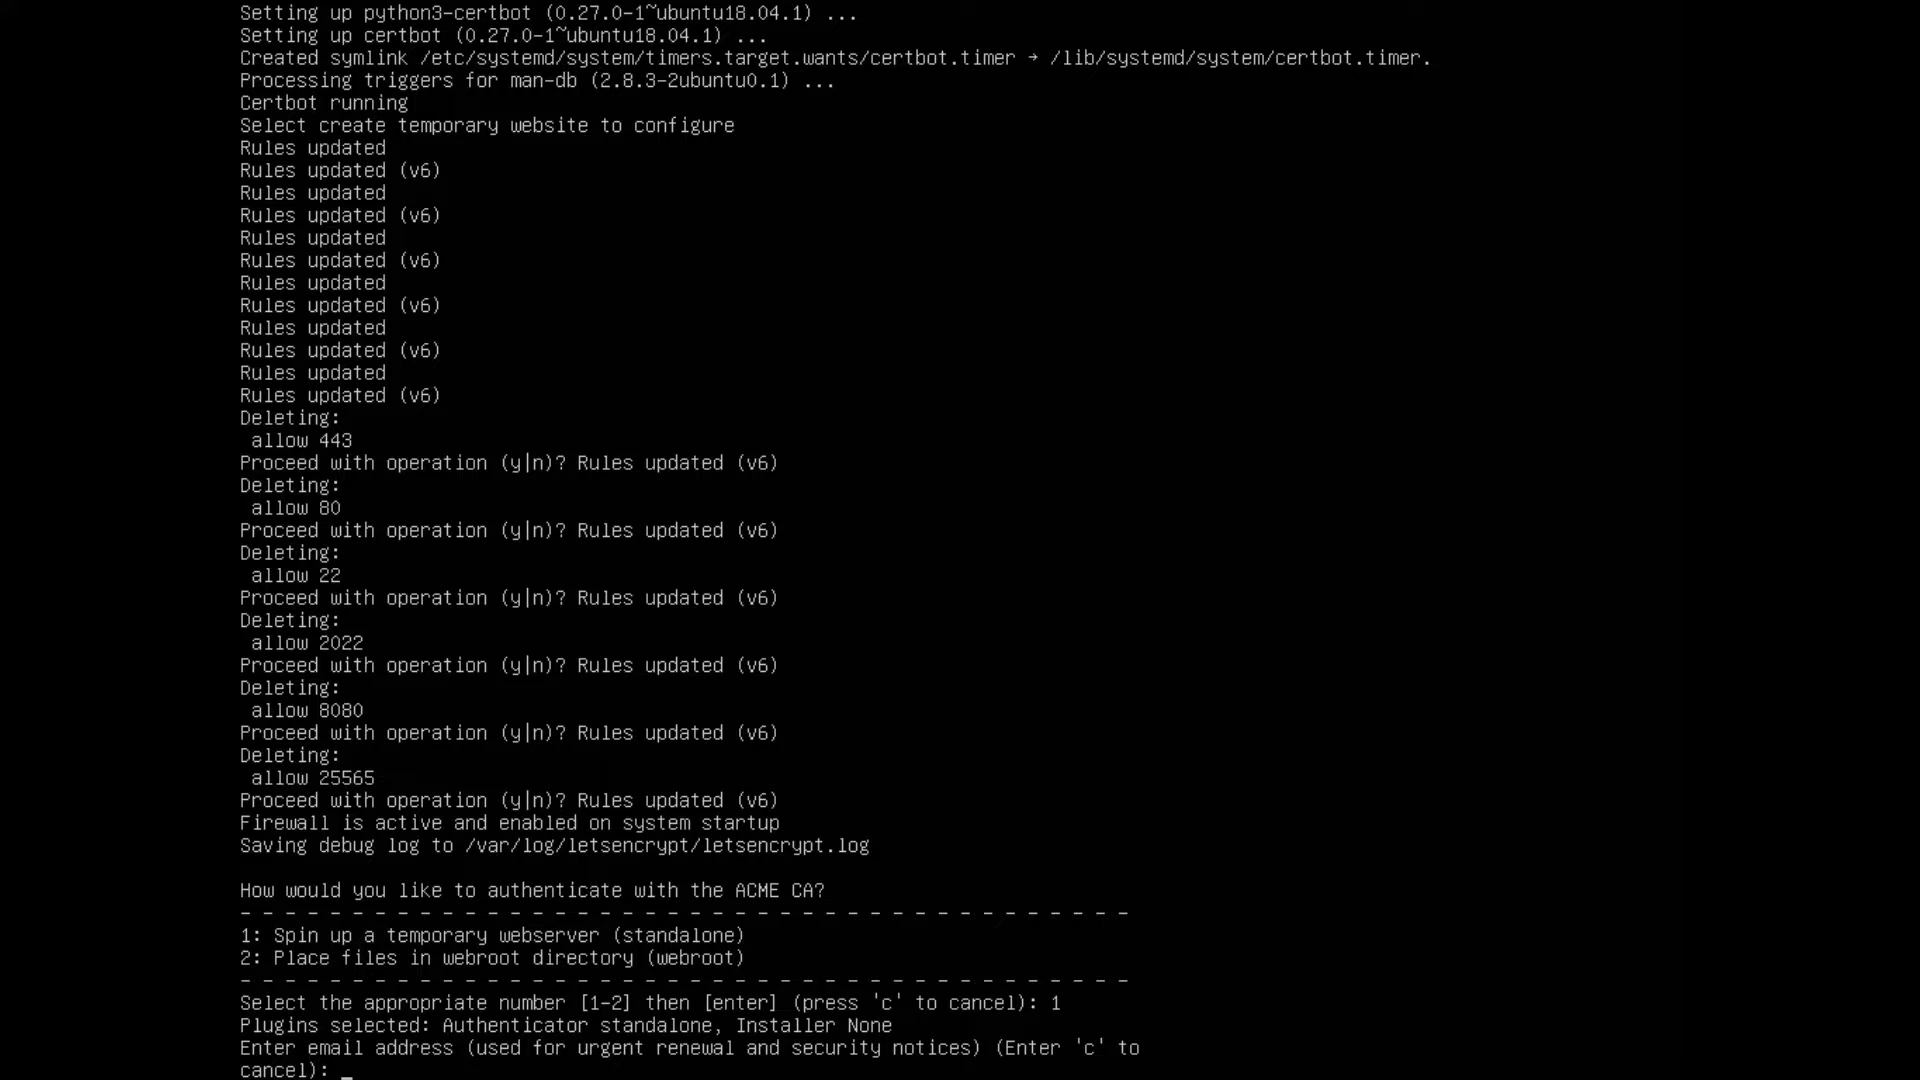 Setting up python3-certbot (0.27.0-1~ubuntu18.04.1) ...
Setting up certbot (0.27.0-1~ubuntu18.04.1) ...
Created symlink /etc/systemd/system/timers.target.wants/certbot.timer → /lib/systemd/system/certbot.timer.
Processing triggers for man-db (2.8.3-2ubuntu0.1) ...
Certbot running
Select create temporary website to configure
Rules updated
Rules updated (v6)
Rules updated
Rules updated (v6)
Rules updated
Rules updated (v6)
Rules updated
Rules updated (v6)
Rules updated
Rules updated (v6)
Rules updated
Rules updated (v6)
Deleting:
 allow 443
Proceed with operation (y|n)? Rules updated (v6)
Deleting:
 allow 80
Proceed with operation (y|n)? Rules updated (v6)
Deleting:
 allow 22
Proceed with operation (y|n)? Rules updated (v6)
Deleting:
 allow 2022
Proceed with operation (y|n)? Rules updated (v6)
Deleting:
 allow 8080
Proceed with operation (y|n)? Rules updated (v6)
Deleting:
 allow 25565
Proceed with operation (y|n)? Rules updated (v6)
Firewall is active and enabled on system startup
Saving debug log to /var/log/letsencrypt/letsencrypt.log

How would you like to authenticate with the ACME CA?
- - - - - - - - - - - - - - - - - - - - - - - - - - - - - - - - - - - - - - - -
1: Spin up a temporary webserver (standalone)
2: Place files in webroot directory (webroot)
- - - - - - - - - - - - - - - - - - - - - - - - - - - - - - - - - - - - - - - -
Select the appropriate number [1-2] then [enter] (press 'c' to cancel): 1
Plugins selected: Authenticator standalone, Installer None
Enter email address (used for urgent renewal and security notices) (Enter 'c' to
cancel): _